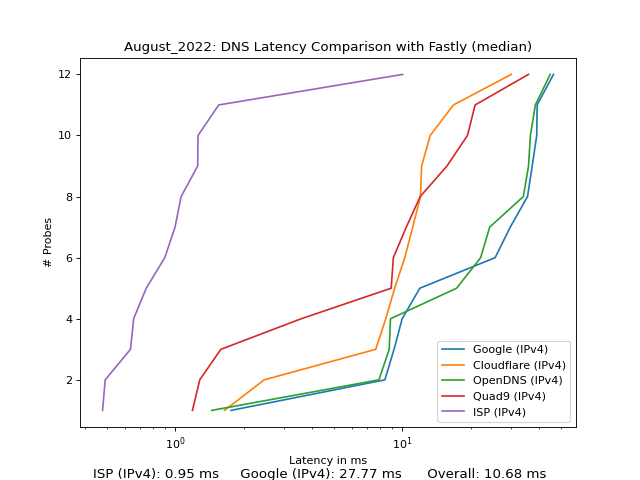 August_2022: DNS Latency Comparison with Fastly (median)
12
10
8
6
4
2
# Probes
Google (IPv4)
Cloudflare (IPv4)
OpenDNS (IPv4)
Quad9 (IPv4)
ISP (IPv4)
10⁰ 10¹
Latency in ms
ISP (IPv4): 0.95 ms Google (IPv4): 27.77 ms Overall: 10.68 ms